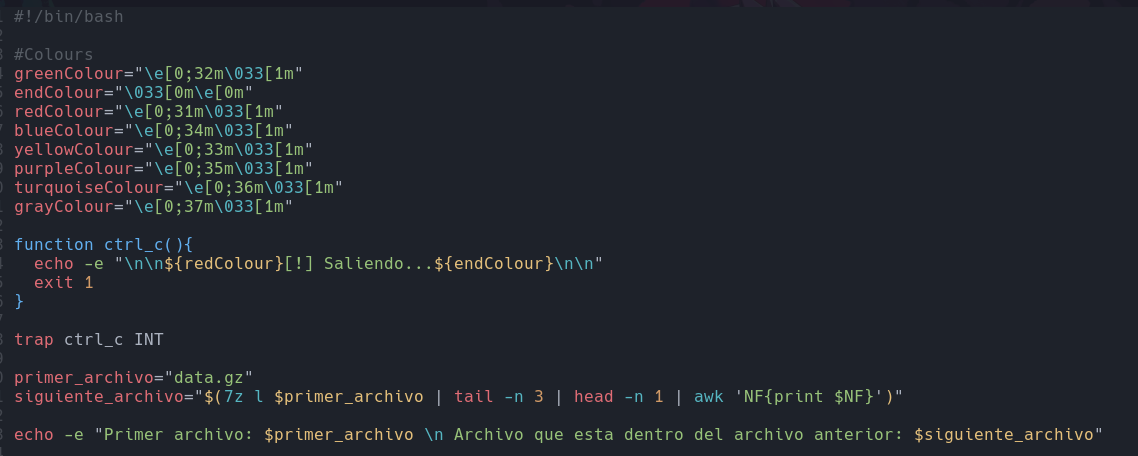 #!/bin/bash
#Colours
greenColour="\e[0;32m\033[1m"
endColour="\033[0m\e[0m"
redColour="\e[0;31m\033[1m"
blueColour="\e[0;34m\033[1m"
yellowColour="\e[0;33m\033[1m"
purpleColour="\e[0;35m\033[1m"
turquoiseColour="\e[0;36m\033[1m"
grayColour="\e[0;37m\033[1m"
function ctrl_c(){
  echo -e "\n\n${redColour}[!] Saliendo...${endColour}\n\n"
  exit 1
}
trap ctrl_c INT
primer_archivo="data.gz"
siguiente_archivo="$(7z l $primer_archivo | tail -n 3 | head -n 1 | awk 'NF{print $NF}')"
echo -e "Primer archivo: $primer_archivo \n Archivo que esta dentro del archivo anterior: $siguiente_archivo"